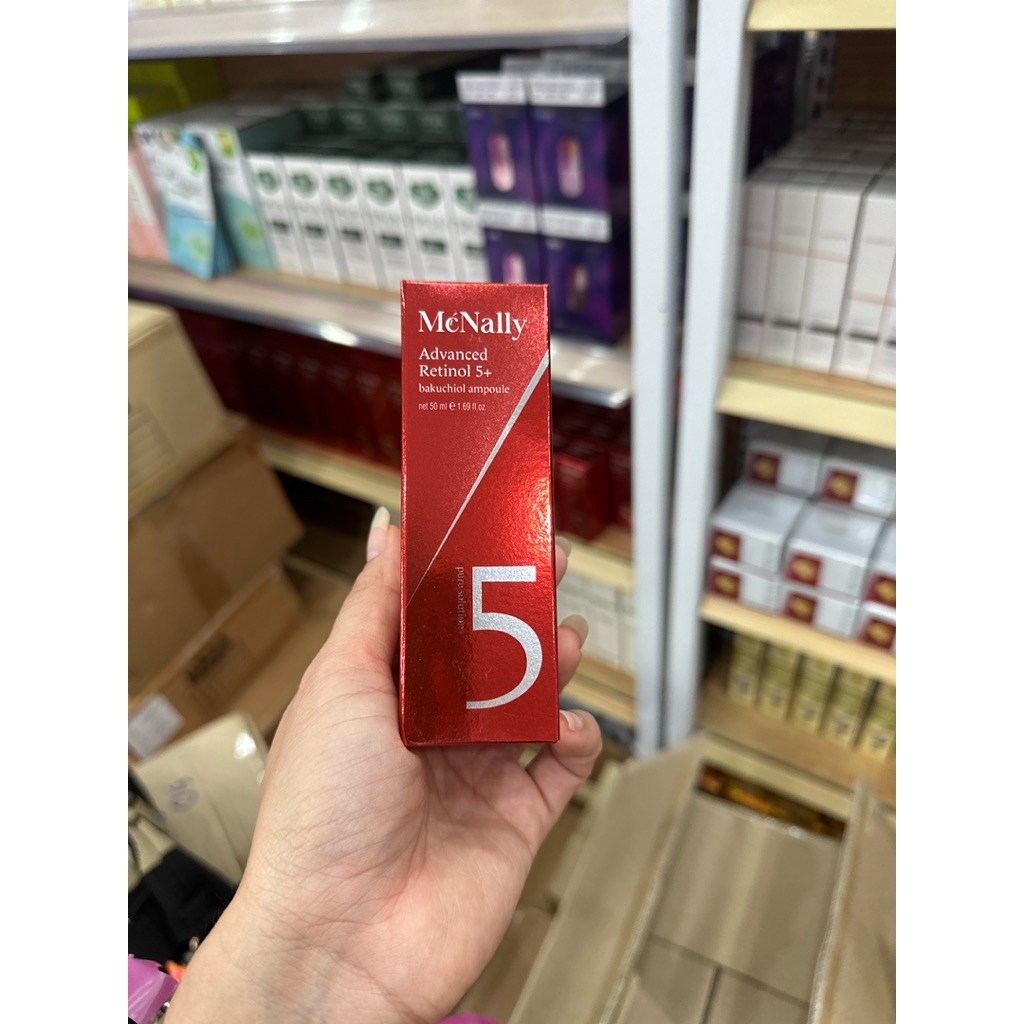 McNally
Advanced
Retinol 5+
bakuchiol ampoule
net 50 ml ℮ 1.69 fl.oz
pure solution
5